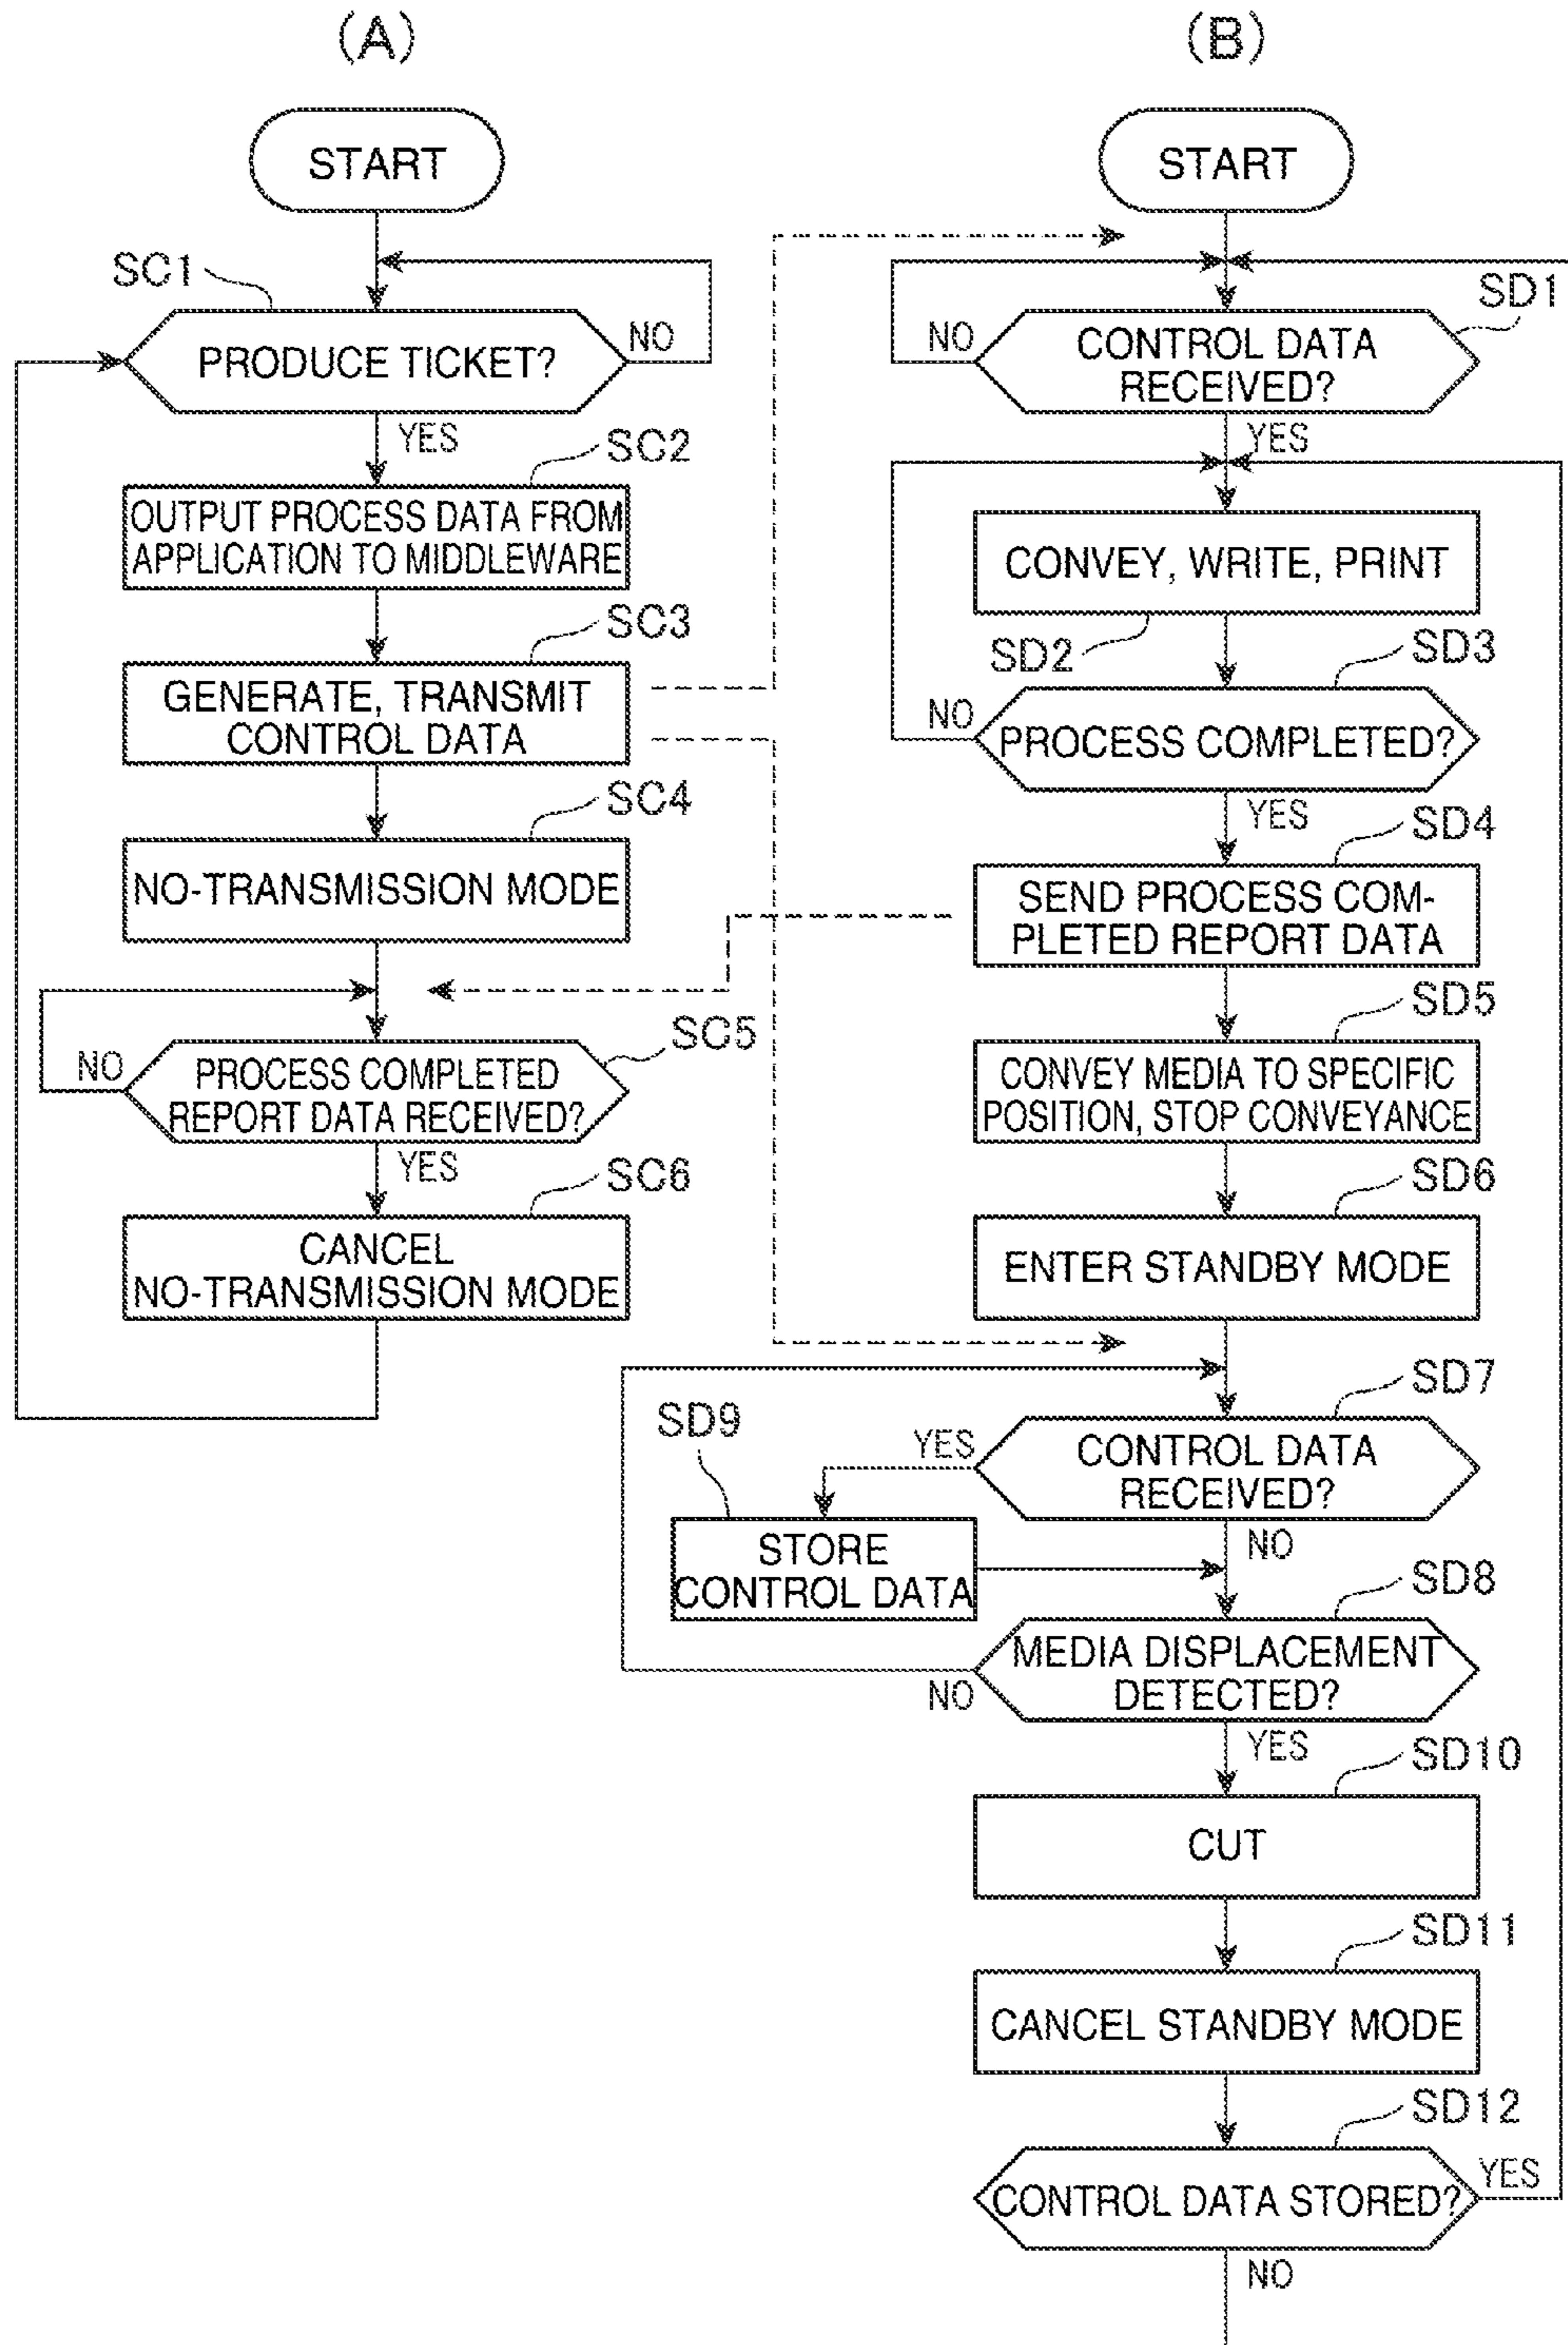 (A)
START
SC1
PRODUCE TICKET?
NO
YES
SC2
OUTPUT PROCESS DATA FROM
APPLICATION TO MIDDLEWARE
SC3
GENERATE, TRANSMIT
CONTROL DATA
SC4
NO-TRANSMISSION MODE
SC5
NO
PROCESS COMPLETED
REPORT DATA RECEIVED?
YES
SC6
CANCEL
NO-TRANSMISSION MODE
(B)
START
SD1
NO
CONTROL DATA
RECEIVED?
YES
CONVEY, WRITE, PRINT
SD2
SD3
NO
PROCESS COMPLETED?
YES
SD4
SEND PROCESS COM-
PLETED REPORT DATA
SD5
CONVEY MEDIA TO SPECIFIC
POSITION, STOP CONVEYANCE
SD6
ENTER STANDBY MODE
SD7
YES
CONTROL DATA
RECEIVED?
NO
SD9
STORE
CONTROL DATA
SD8
MEDIA DISPLACEMENT
DETECTED?
NO
YES
SD10
CUT
SD11
CANCEL STANDBY MODE
SD12
CONTROL DATA STORED?
YES
NO